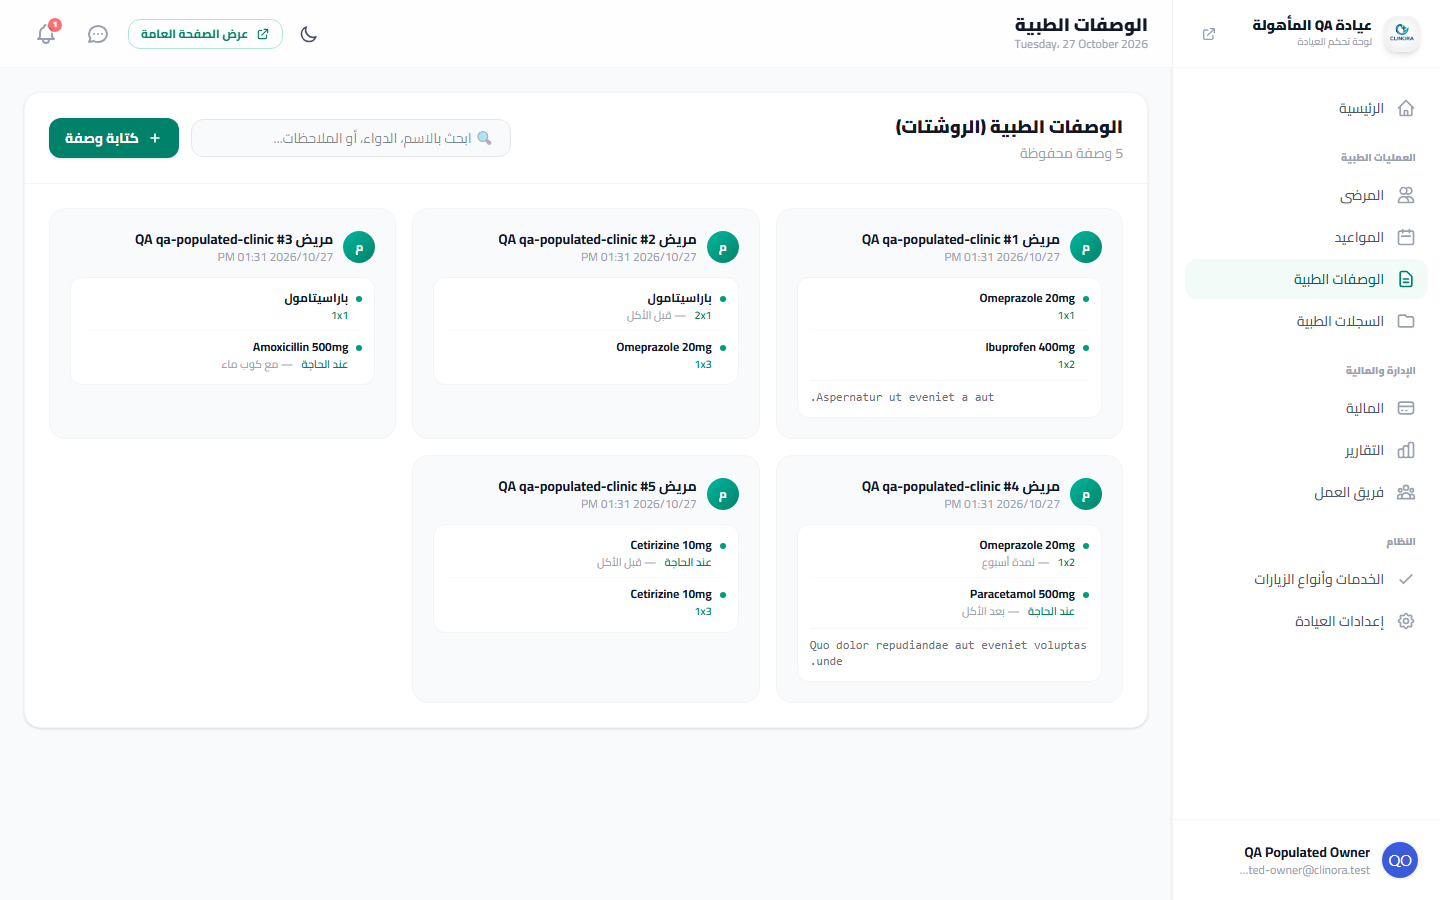 عيادة QA المأهولة
لوحة تحكم العيادة
CLINORA
الوصفات الطبية
Tuesday، 27 October 2026
عرض الصفحة العامة
1
الرئيسية
العمليات الطبية
المرضى
المواعيد
الوصفات الطبية
السجلات الطبية
الإدارة والمالية
المالية
التقارير
فريق العمل
النظام
الخدمات وأنواع الزيارات
إعدادات العيادة
QO
QA Populated Owner
...ted-owner@clinora.test
الوصفات الطبية (الروشتات)
5 وصفة محفوظة
ابحث بالاسم، الدواء، أو الملاحظات...
+ كتابة وصفة
م
مريض QA qa-populated-clinic #1
2026/10/27 01:31 PM
Omeprazole 20mg
1x1
Ibuprofen 400mg
1x2
Aspernatur ut eveniet a aut.
م
مريض QA qa-populated-clinic #2
2026/10/27 01:31 PM
باراسيتامول
2x1 — قبل الأكل
Omeprazole 20mg
1x3
م
مريض QA qa-populated-clinic #3
2026/10/27 01:31 PM
باراسيتامول
1x1
Amoxicillin 500mg
عند الحاجة — مع كوب ماء
م
مريض QA qa-populated-clinic #4
2026/10/27 01:31 PM
Omeprazole 20mg
1x2 — لمدة أسبوع
Paracetamol 500mg
عند الحاجة — بعد الأكل
Quo dolor repudiandae aut eveniet voluptas
unde.
م
مريض QA qa-populated-clinic #5
2026/10/27 01:31 PM
Cetirizine 10mg
عند الحاجة — قبل الأكل
Cetirizine 10mg
1x3